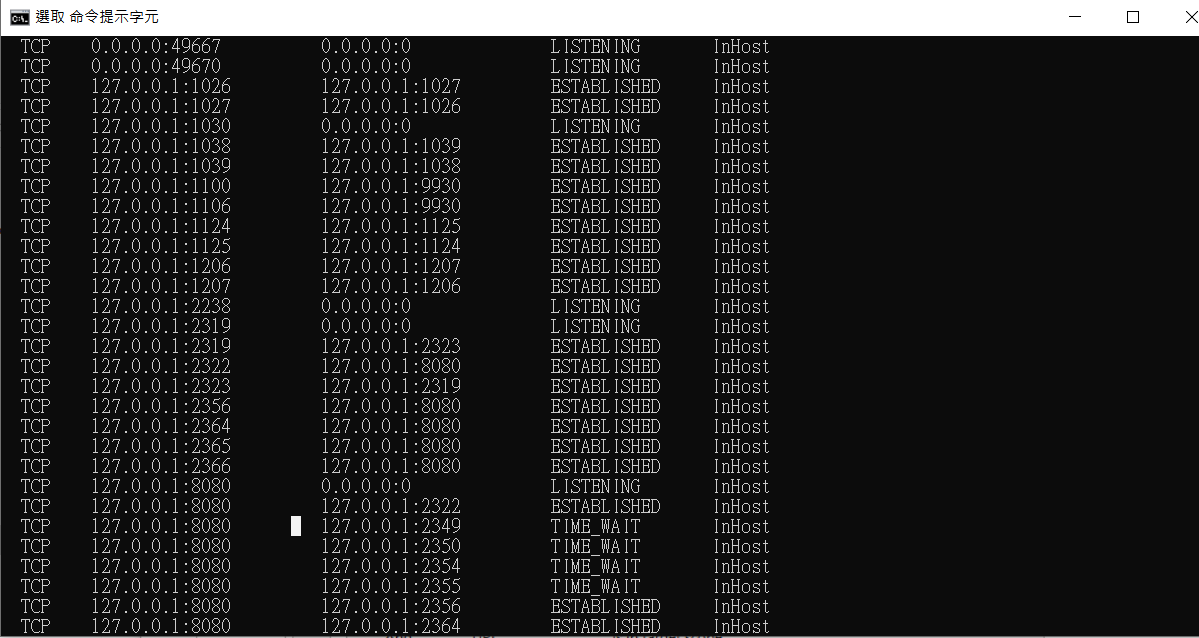 選取 命令提示字元
TCP 0.0.0.0:49667 0.0.0.0:0 LISTENING InHost
TCP 0.0.0.0:49670 0.0.0.0:0 LISTENING InHost
TCP 127.0.0.1:1026 127.0.0.1:1027 ESTABLISHED InHost
TCP 127.0.0.1:1027 127.0.0.1:1026 ESTABLISHED InHost
TCP 127.0.0.1:1030 0.0.0.0:0 LISTENING InHost
TCP 127.0.0.1:1038 127.0.0.1:1039 ESTABLISHED InHost
TCP 127.0.0.1:1039 127.0.0.1:1038 ESTABLISHED InHost
TCP 127.0.0.1:1100 127.0.0.1:9930 ESTABLISHED InHost
TCP 127.0.0.1:1106 127.0.0.1:9930 ESTABLISHED InHost
TCP 127.0.0.1:1124 127.0.0.1:1125 ESTABLISHED InHost
TCP 127.0.0.1:1125 127.0.0.1:1124 ESTABLISHED InHost
TCP 127.0.0.1:1206 127.0.0.1:1207 ESTABLISHED InHost
TCP 127.0.0.1:1207 127.0.0.1:1206 ESTABLISHED InHost
TCP 127.0.0.1:2238 0.0.0.0:0 LISTENING InHost
TCP 127.0.0.1:2319 0.0.0.0:0 LISTENING InHost
TCP 127.0.0.1:2319 127.0.0.1:2323 ESTABLISHED InHost
TCP 127.0.0.1:2322 127.0.0.1:8080 ESTABLISHED InHost
TCP 127.0.0.1:2323 127.0.0.1:2319 ESTABLISHED InHost
TCP 127.0.0.1:2356 127.0.0.1:8080 ESTABLISHED InHost
TCP 127.0.0.1:2364 127.0.0.1:8080 ESTABLISHED InHost
TCP 127.0.0.1:2365 127.0.0.1:8080 ESTABLISHED InHost
TCP 127.0.0.1:2366 127.0.0.1:8080 ESTABLISHED InHost
TCP 127.0.0.1:8080 0.0.0.0:0 LISTENING InHost
TCP 127.0.0.1:8080 127.0.0.1:2322 ESTABLISHED InHost
TCP 127.0.0.1:8080 127.0.0.1:2349 TIME_WAIT InHost
TCP 127.0.0.1:8080 127.0.0.1:2350 TIME_WAIT InHost
TCP 127.0.0.1:8080 127.0.0.1:2354 TIME_WAIT InHost
TCP 127.0.0.1:8080 127.0.0.1:2355 TIME_WAIT InHost
TCP 127.0.0.1:8080 127.0.0.1:2356 ESTABLISHED InHost
TCP 127.0.0.1:8080 127.0.0.1:2364 ESTABLISHED InHost